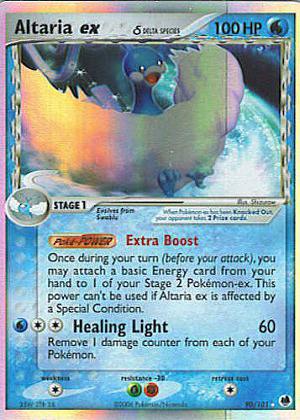 Altaria ex δ DELTA SPECIES 100 HP
Illus. Shizurow
STAGE 1
Evolves from
Swablu
When Pokémon-ex has been Knocked Out,
your opponent takes 2 Prize cards.
POKé-POWER Extra Boost
Once during your turn (before your attack), you
may attach a basic Energy card from your
hand to 1 of your Stage 2 Pokémon-ex. This
power can't be used if Altaria ex is affected by
a Special Condition.
Healing Light 60
Remove 1 damage counter from each of your
Pokémon.
weakness resistance -30 retreat cost
©2006 Pokémon/Nintendo 90/101